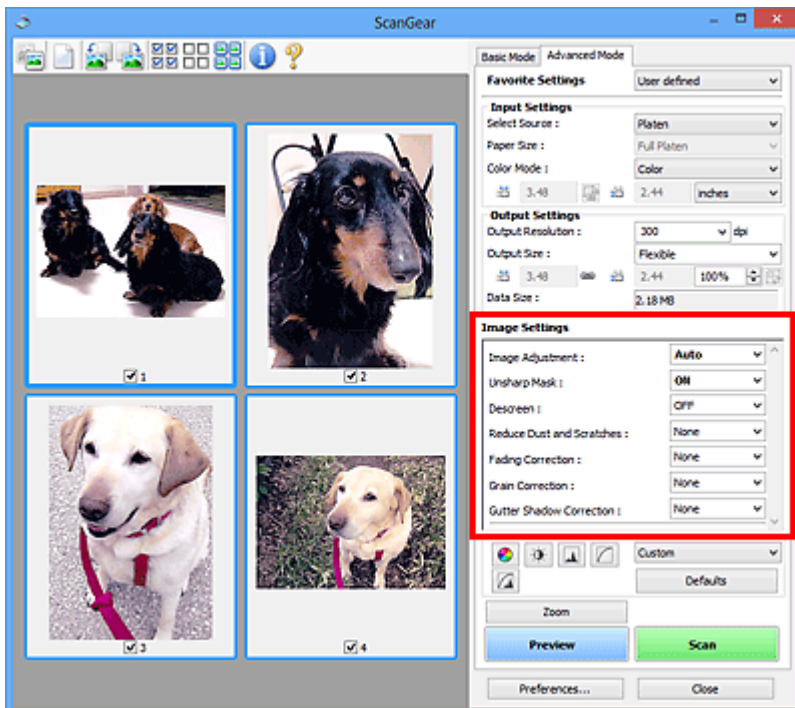 ScanGear
Basic Mode Advanced Mode
Favorite Settings User defined
Input Settings
Select Source : Platen
Paper Size : Full Platen
Color Mode : Color
3.48 2.44 inches
Output Settings
Output Resolution : 300 dpi
Output Size : Flexible
3.48 2.44 100%
Data Size : 2.18 MB
Image Settings
Image Adjustment : Auto
Unsharp Mask : ON
Descreen : OFF
Reduce Dust and Scratches : None
Fading Correction : None
Grain Correction : None
Gutter Shadow Correction : None
Custom
Defaults
Zoom
Preview Scan
Preferences... Close
1
2
3
4